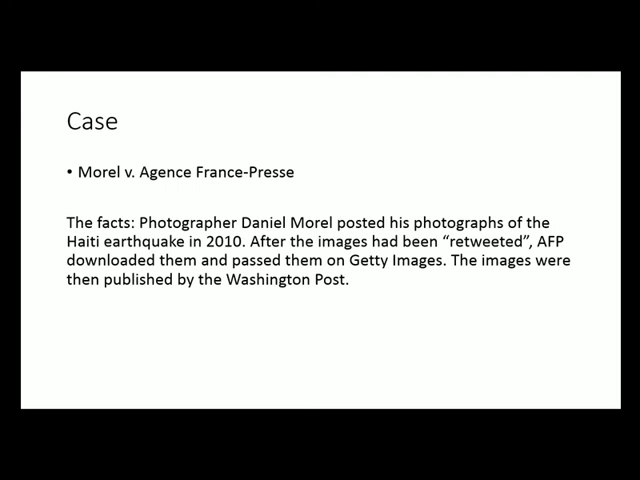 Case
• Morel v. Agence France-Presse
The facts: Photographer Daniel Morel posted his photographs of the
Haiti earthquake in 2010. After the images had been “retweeted”, AFP
downloaded them and passed them on Getty Images. The images were
then published by the Washington Post.